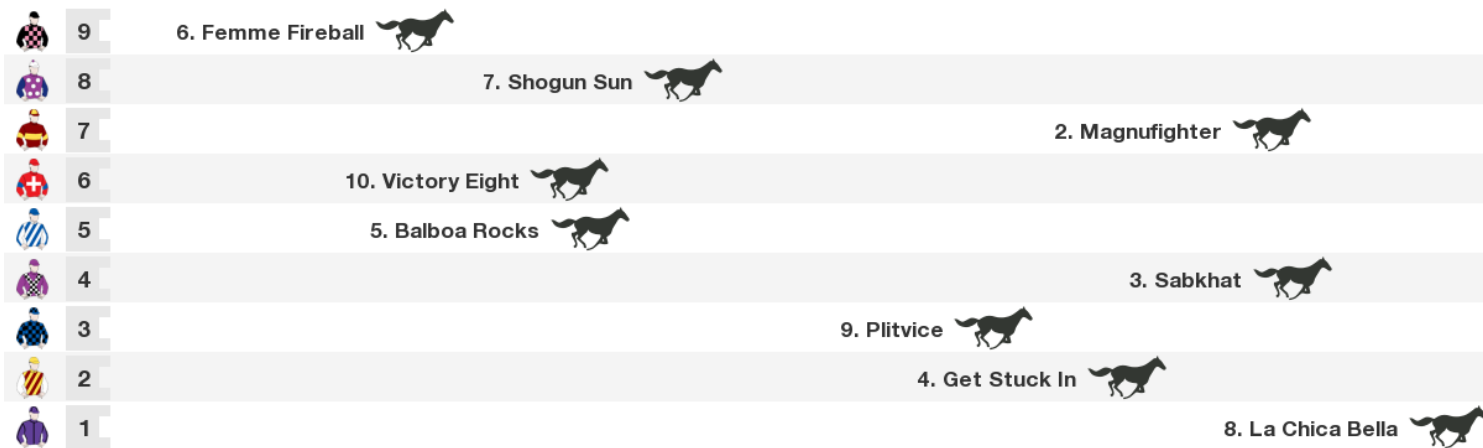 9 6. Femme Fireball
8 7. Shogun Sun
7 2. Magnufighter
6 10. Victory Eight
5 5. Balboa Rocks
4 3. Sabkhat
3 9. Plitvice
2 4. Get Stuck In
1 8. La Chica Bella